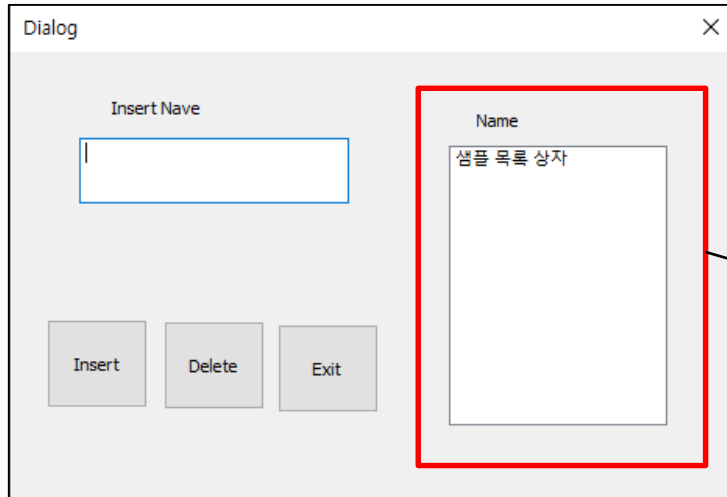 Dialog
Insert Nave
Name
샘플 목록 상자
Insert
Delete
Exit